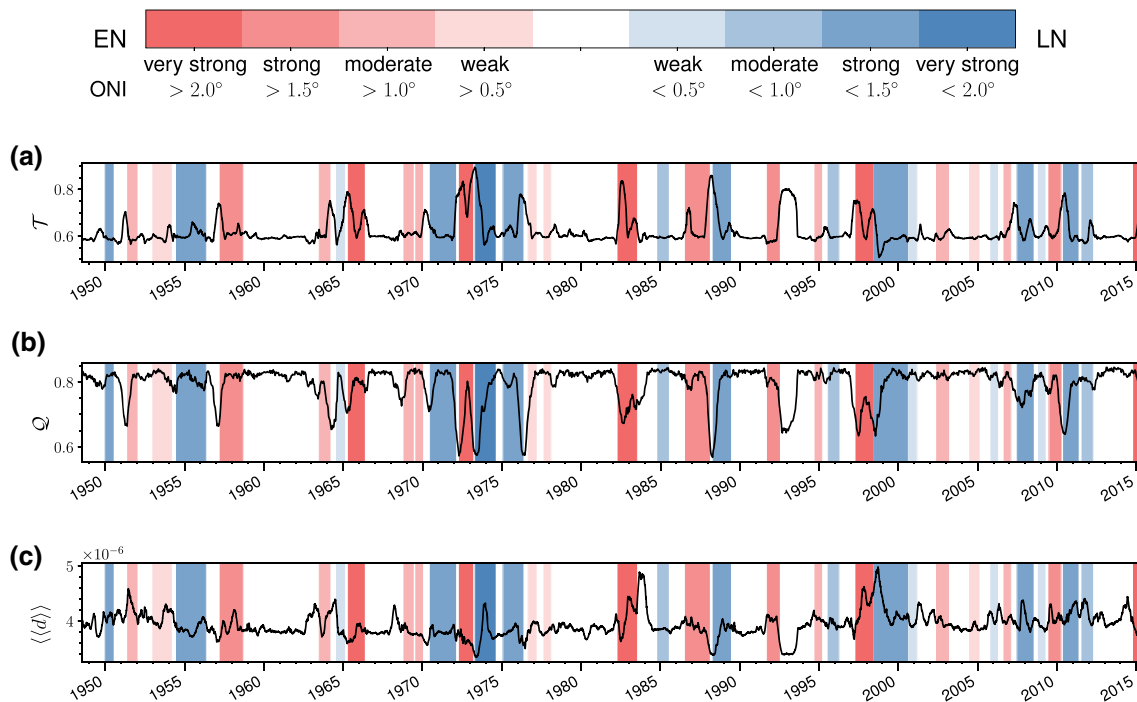 EN LN
very strong strong moderate weak weak moderate strong very strong
ONI > 2.0° > 1.5° > 1.0° > 0.5° < 0.5° < 1.0° < 1.5° < 2.0°
(a)
0.8
0.6
𝒯
1950 1955 1960 1965 1970 1975 1980 1985 1990 1995 2000 2005 2010 2015
(b)
0.8
0.6
𝒬
1950 1955 1960 1965 1970 1975 1980 1985 1990 1995 2000 2005 2010 2015
(c)
×10⁻⁶
5
4
⟨⟨d⟩⟩
1950 1955 1960 1965 1970 1975 1980 1985 1990 1995 2000 2005 2010 2015